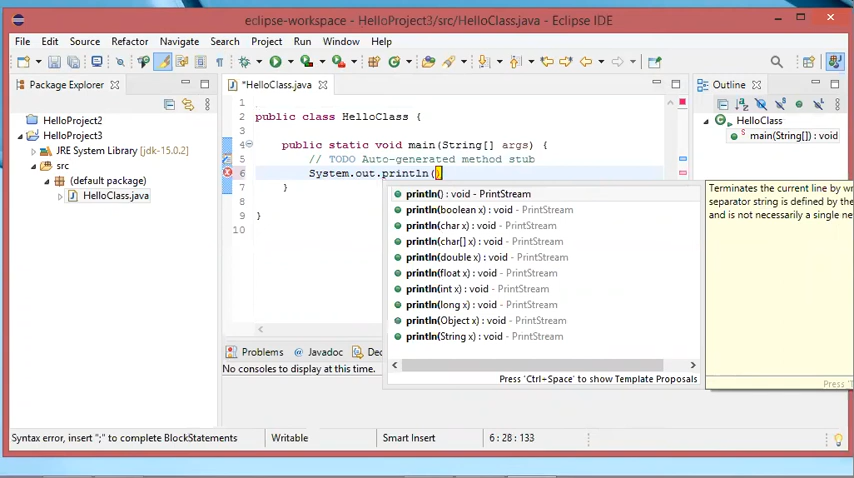 eclipse-workspace - HelloProject3/src/HelloClass.java - Eclipse IDE
File Edit Source Refactor Navigate Search Project Run Window Help
Package Explorer
HelloProject2
HelloProject3
JRE System Library [jdk-15.0.2]
src
(default package)
HelloClass.java
*HelloClass.java
1
2 public class HelloClass {
3
4 public static void main(String[] args) {
5 // TODO Auto-generated method stub
6 System.out.println()
7 }
8
9 }
10
println() : void - PrintStream
println(boolean x) : void - PrintStream
println(char x) : void - PrintStream
println(char[] x) : void - PrintStream
println(double x) : void - PrintStream
println(float x) : void - PrintStream
println(int x) : void - PrintStream
println(long x) : void - PrintStream
println(Object x) : void - PrintStream
println(String x) : void - PrintStream
Press 'Ctrl+Space' to show Template Proposals
Terminates the current line by wr
separator string is defined by the
and is not necessarily a single ne
Press 'T
Outline
HelloClass
S
main(String[]) : void
Problems Javadoc Dec
No consoles to display at this time.
Syntax error, insert ";" to complete BlockStatements Writable Smart Insert 6 : 28 : 133